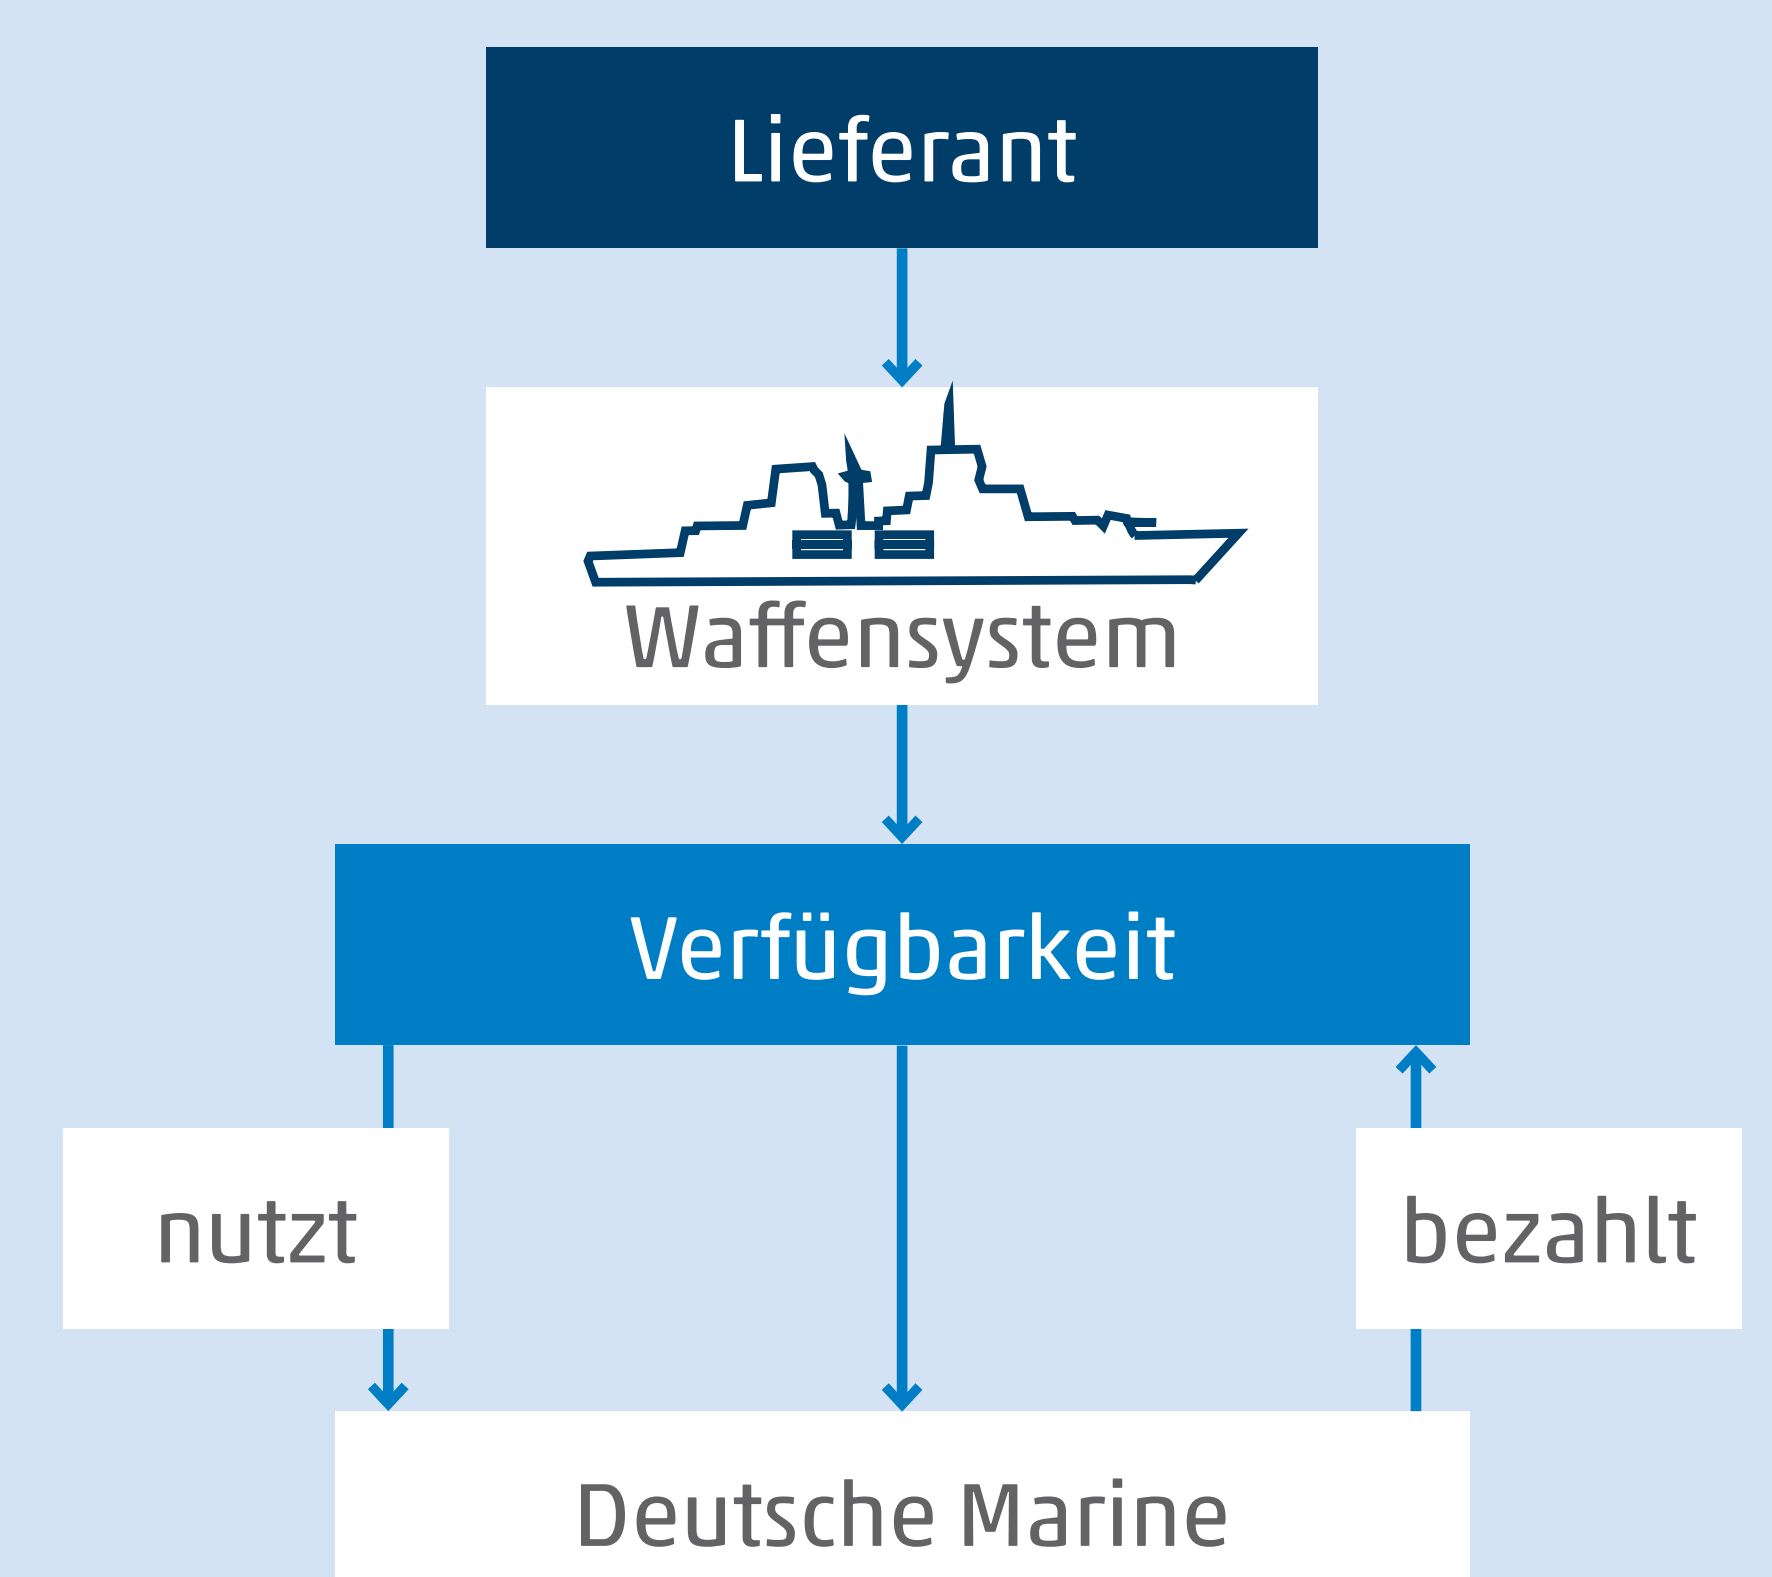 Lieferant
Waffensystem
Verfügbarkeit
nutzt
bezahlt
Deutsche Marine